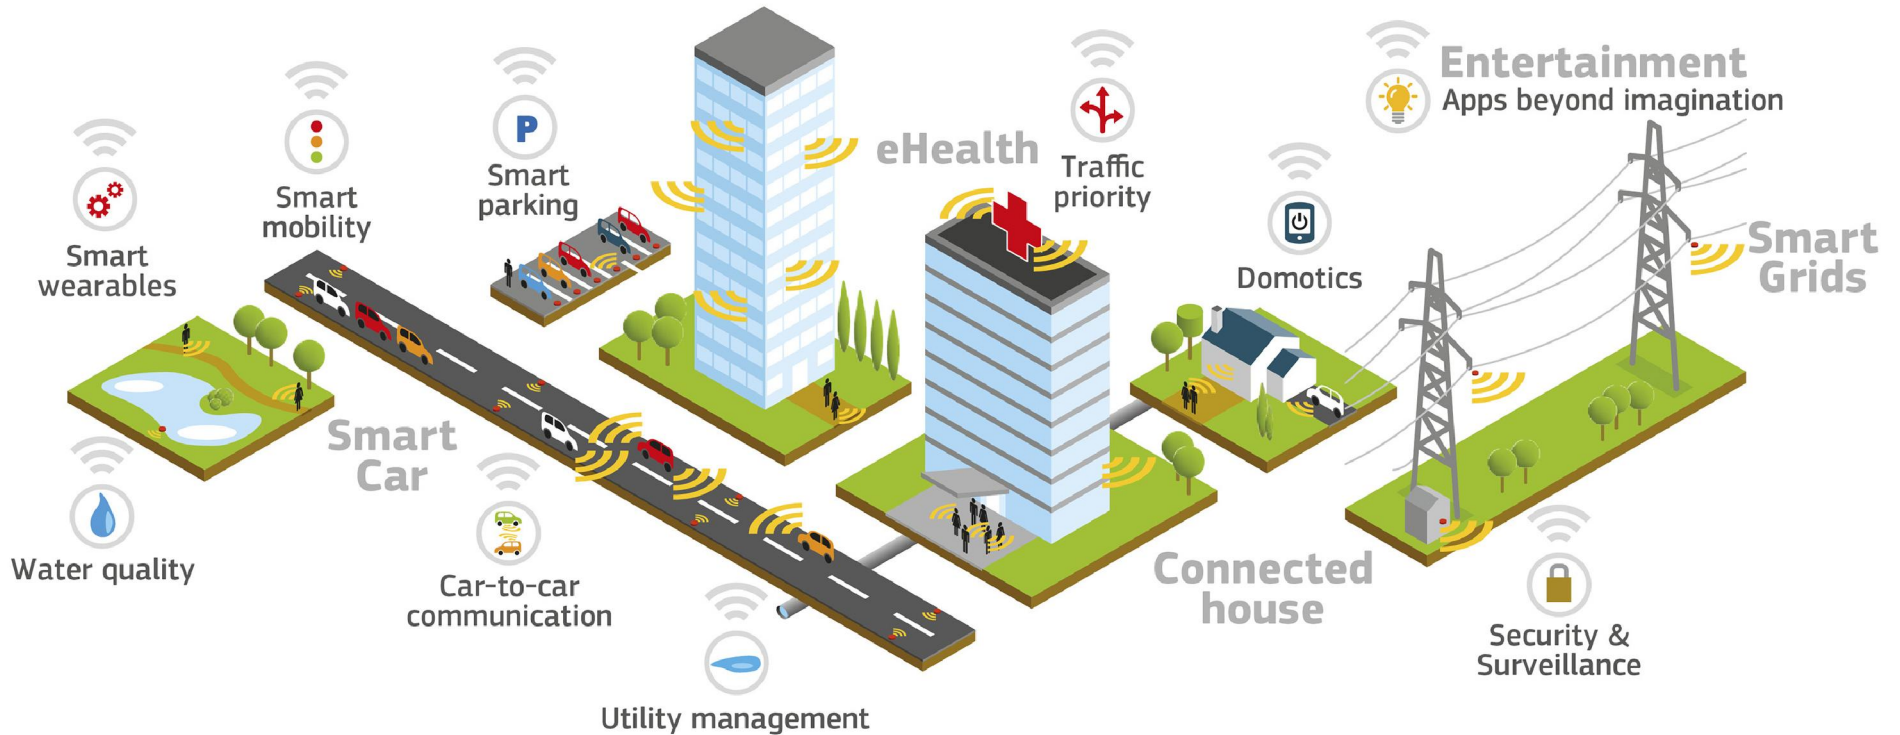 Entertainment
Apps beyond imagination
P
Smart
parking
eHealth
Traffic
priority
Smart
mobility
Smart
wearables
Domotics
Smart
Grids
Smart
Car
Water quality
Car-to-car
communication
Connected
house
Security &
Surveillance
Utility management